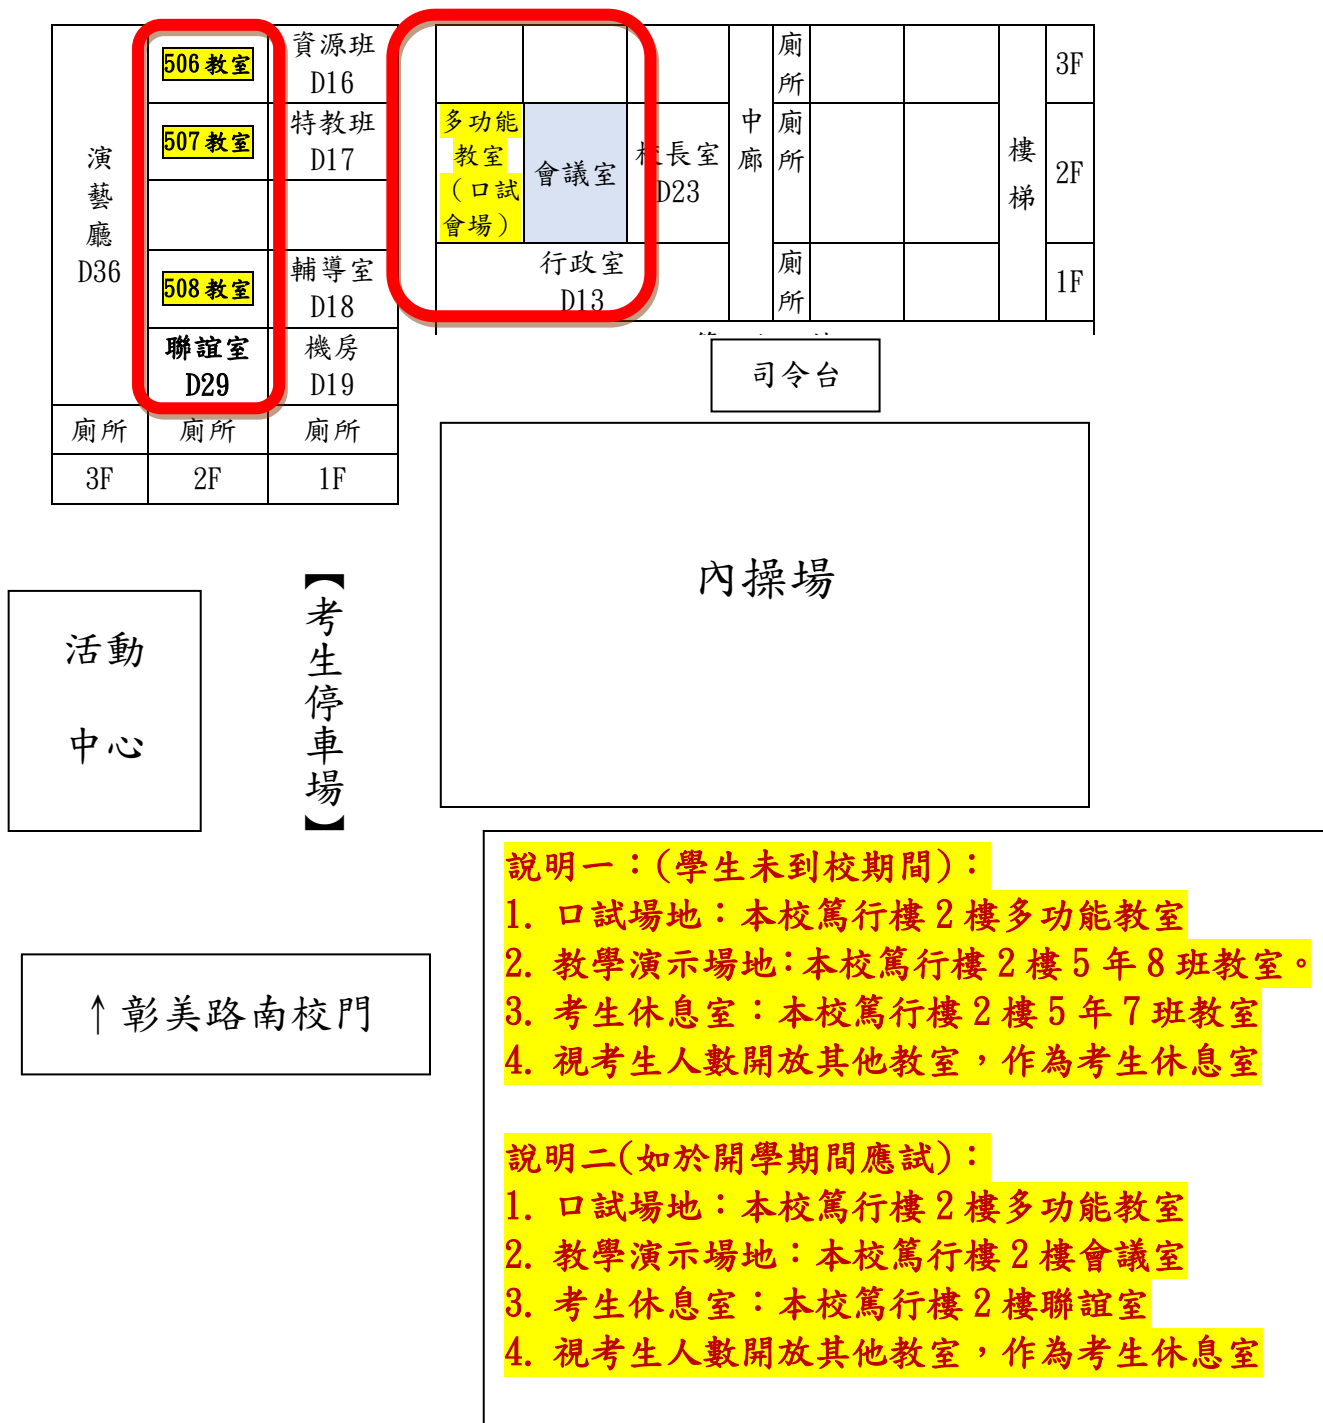 506教室
資源班
D16
507教室
特教班
D17
演藝廳
D36
508教室
輔導室
D18
聯誼室
D29
機房
D19
廁所 廁所 廁所
3F 2F 1F
廁所
3F
多功能
教室
(口試
會場)
會議室
校長室
D23
中廊
廁所
樓梯
2F
行政室
D13
廁所
1F
司令台
內操場
活動
中心
【考生停車場】
↑彰美路南校門
說明一:(學生未到校期間):
1. 口試場地:本校篤行樓2樓多功能教室
2. 教學演示場地:本校篤行樓2樓5年8班教室。
3. 考生休息室:本校篤行樓2樓5年7班教室
4. 視考生人數開放其他教室,作為考生休息室
說明二(如於開學期間應試):
1. 口試場地:本校篤行樓2樓多功能教室
2. 教學演示場地:本校篤行樓2樓會議室
3. 考生休息室:本校篤行樓2樓聯誼室
4. 視考生人數開放其他教室,作為考生休息室